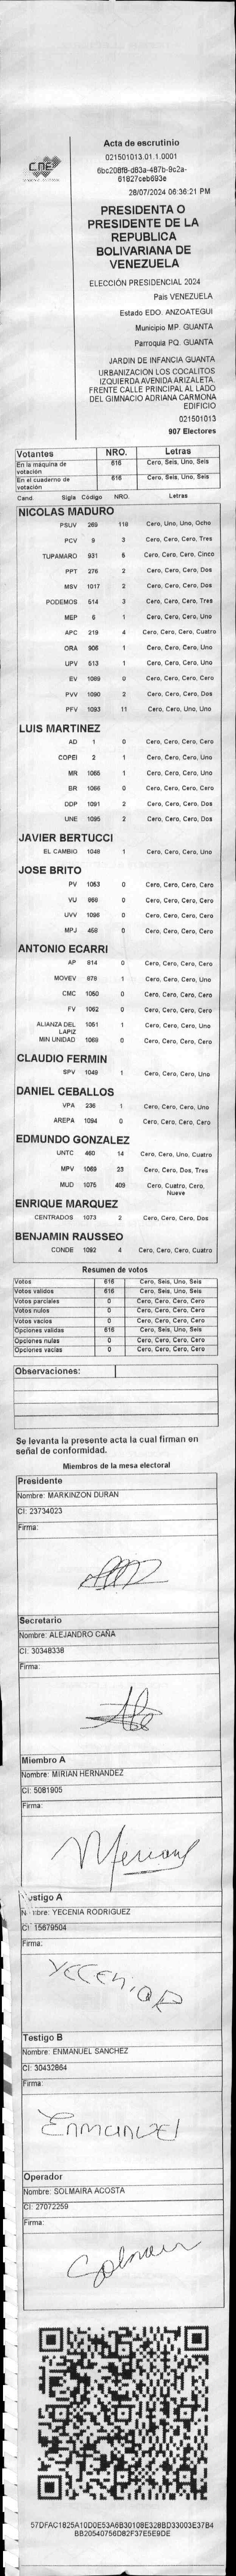 CNE
Acta de escrutinio
021501013.01.1.0001
6bc208f8-d83a-487b-9c2a-
61827ceb693e
28/07/2024 06:36:21 PM
PRESIDENTA O
PRESIDENTE DE LA
REPUBLICA
BOLIVARIANA DE
VENEZUELA
ELECCIÓN PRESIDENCIAL 2024
Pais VENEZUELA
Estado EDO. ANZOATEGUI
Municipio MP. GUANTA
Parroquia PQ. GUANTA
JARDIN DE INFANCIA GUANTA
URBANIZACION LOS COCALITOS
IZQUIERDA AVENIDA ARIZALETA.
FRENTE CALLE PRINCIPAL AL LADO
DEL GIMNACIO ADRIANA CARMONA
EDIFICIO
021501013
907 Electores
Votantes NRO. Letras
En la máquina de votación 616 Cero, Seis, Uno, Seis
En el cuaderno de votación 616 Cero, Seis, Uno, Seis
Cand. Sigla Código NRO. Letras
NICOLAS MADURO
PSUV 269 118 Cero, Uno, Uno, Ocho
PCV 9 3 Cero, Cero, Cero, Tres
TUPAMARO 931 5 Cero, Cero, Cero, Cinco
PPT 276 2 Cero, Cero, Cero, Dos
MSV 1017 2 Cero, Cero, Cero, Dos
PODEMOS 514 3 Cero, Cero, Cero, Tres
MEP 6 1 Cero, Cero, Cero, Uno
APC 219 4 Cero, Cero, Cero, Cuatro
ORA 906 1 Cero, Cero, Cero, Uno
UPV 513 1 Cero, Cero, Cero, Uno
EV 1089 0 Cero, Cero, Cero, Cero
PVV 1090 2 Cero, Cero, Cero, Dos
PFV 1093 11 Cero, Cero, Uno, Uno
LUIS MARTINEZ
AD 1 0 Cero, Cero, Cero, Cero
COPEI 2 1 Cero, Cero, Cero, Uno
MR 1065 1 Cero, Cero, Cero, Uno
BR 1066 0 Cero, Cero, Cero, Cero
DDP 1091 2 Cero, Cero, Cero, Dos
UNE 1095 2 Cero, Cero, Cero, Dos
JAVIER BERTUCCI
EL CAMBIO 1048 1 Cero, Cero, Cero, Uno
JOSE BRITO
PV 1053 0 Cero, Cero, Cero, Cero
VU 968 0 Cero, Cero, Cero, Cero
UVV 1096 0 Cero, Cero, Cero, Cero
MPJ 458 0 Cero, Cero, Cero, Cero
ANTONIO ECARRI
AP 814 0 Cero, Cero, Cero, Cero
MOVEV 878 1 Cero, Cero, Cero, Uno
CMC 1050 0 Cero, Cero, Cero, Cero
FV 1062 0 Cero, Cero, Cero, Cero
ALIANZA DEL LAPIZ 1051 1 Cero, Cero, Cero, Uno
MIN UNIDAD 1068 0 Cero, Cero, Cero, Cero
CLAUDIO FERMIN
SPV 1049 1 Cero, Cero, Cero, Uno
DANIEL CEBALLOS
VPA 236 1 Cero, Cero, Cero, Uno
AREPA 1094 0 Cero, Cero, Cero, Cero
EDMUNDO GONZALEZ
UNTC 460 14 Cero, Cero, Uno, Cuatro
MPV 1069 23 Cero, Cero, Dos, Tres
MUD 1075 409 Cero, Cuatro, Cero, Nueve
ENRIQUE MARQUEZ
CENTRADOS 1073 2 Cero, Cero, Cero, Dos
BENJAMIN RAUSSEO
CONDE 1092 4 Cero, Cero, Cero, Cuatro
Resumen de votos
Votos 616 Cero, Seis, Uno, Seis
Votos validos 616 Cero, Seis, Uno, Seis
Votos parciales 0 Cero, Cero, Cero, Cero
Votos nulos 0 Cero, Cero, Cero, Cero
Votos vacios 0 Cero, Cero, Cero, Cero
Opciones validas 616 Cero, Seis, Uno, Seis
Opciones nulas 0 Cero, Cero, Cero, Cero
Opciones vacias 0 Cero, Cero, Cero, Cero
Observaciones:
Se levanta la presente acta la cual firman en
señal de conformidad.
Miembros de la mesa electoral
Presidente
Nombre: MARKINZON DURAN
CI: 23734023
Firma:
Secretario
Nombre: ALEJANDRO CAÑA
CI: 30348338
Firma:
Miembro A
Nombre: MIRIAN HERNANDEZ
CI: 5081905
Firma:
Testigo A
Nombre: YECENIA RODRIGUEZ
CI: 15679504
Firma:
Testigo B
Nombre: ENMANUEL SANCHEZ
CI: 30432864
Firma:
Enmanuel
Operador
Nombre: SOLMAIRA ACOSTA
CI: 27072259
Firma:
57DFAC1825A10D0E53A6B30108E328BD33003E37B4
BB20540756D82F37E5E9DE